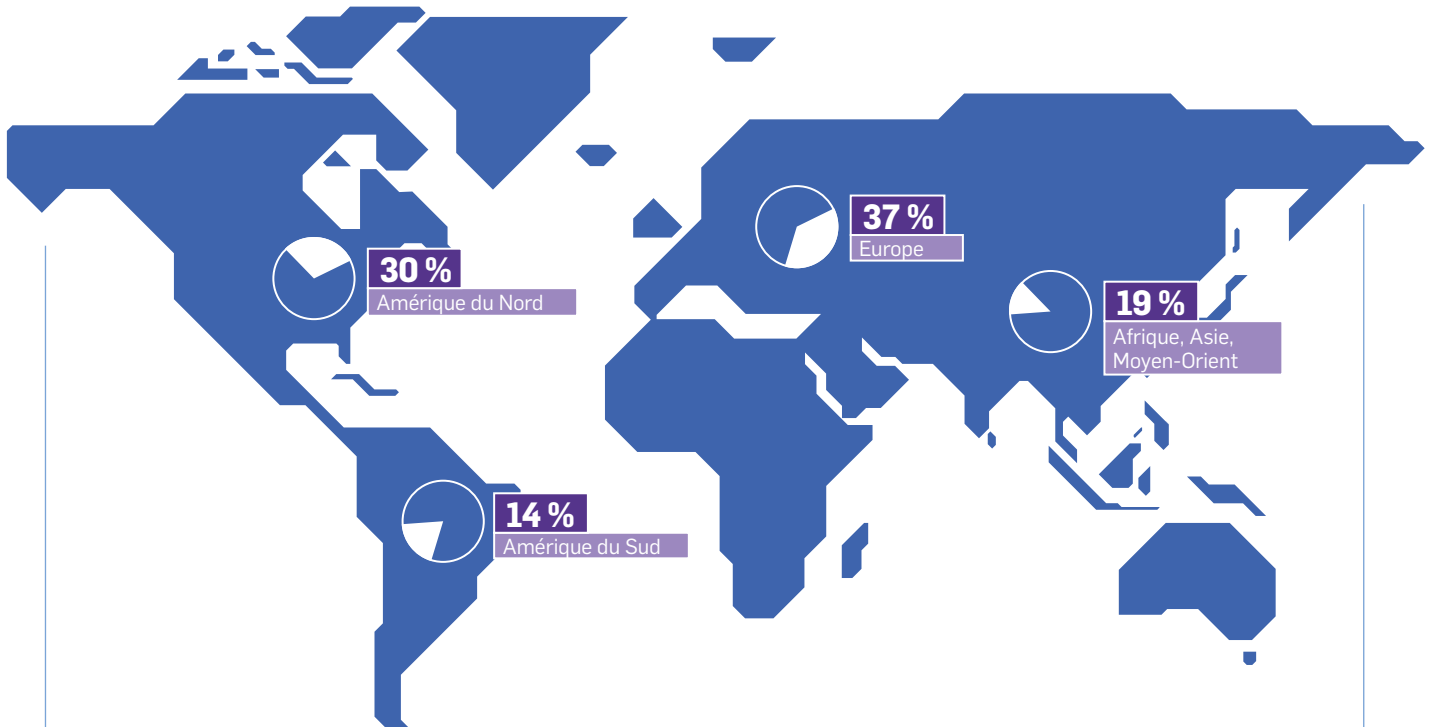 37 %
Europe
30 %
Amérique du Nord
19 %
Afrique, Asie,
Moyen-Orient
14 %
Amérique du Sud